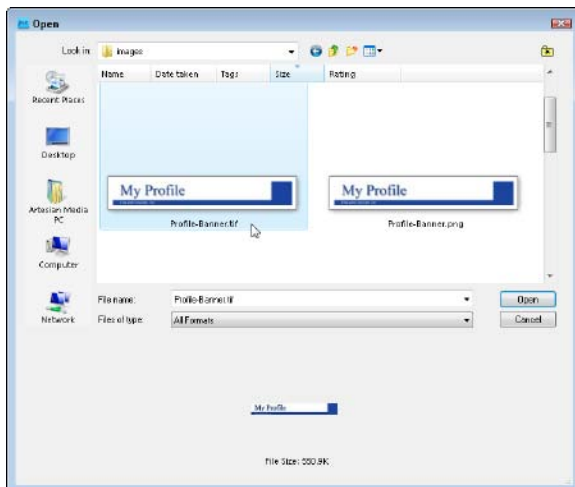 Open
Look in: images
Name Date taken Tags Size Rating
Recent Places
Desktop
Artesian Media PC
Computer
Network
My Profile
My Profile
Profile-Banner.tif
Profile-Banner.png
File name: Profile-Banner.tif Open
Files of type: All Formats Cancel
My Profile
File Size: 550.9K